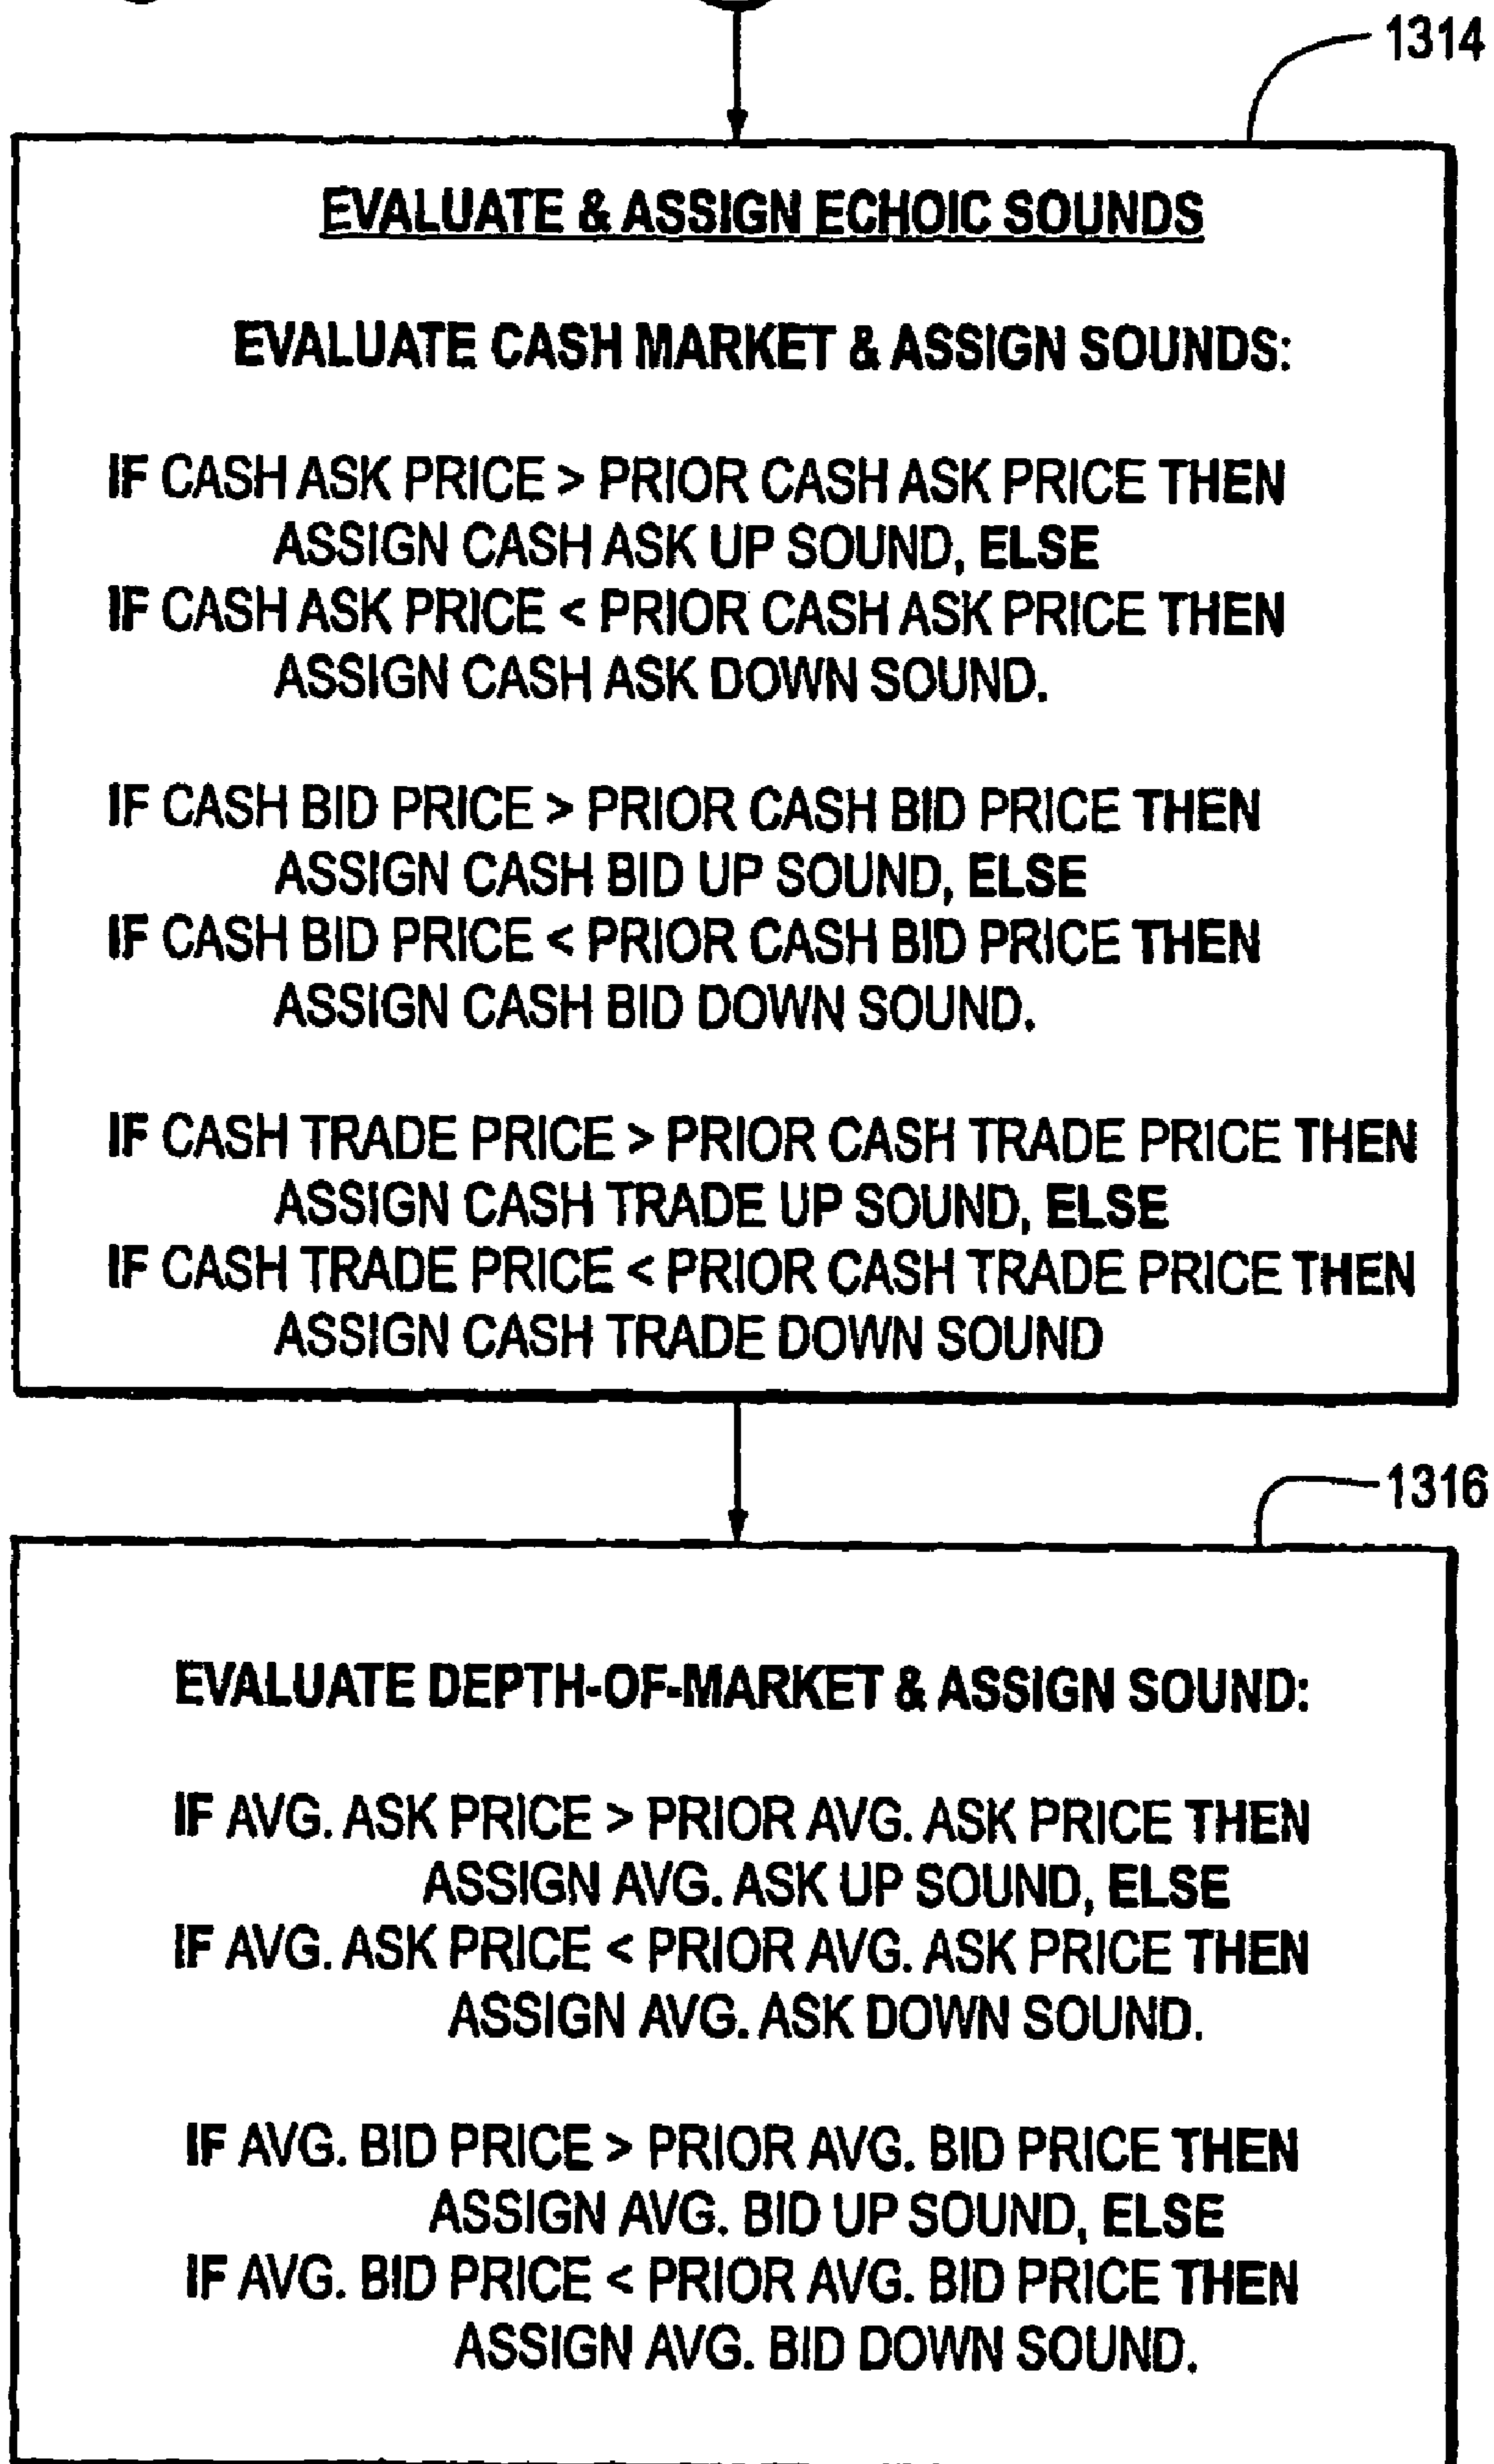 1314
EVALUATE & ASSIGN ECHOIC SOUNDS
EVALUATE CASH MARKET & ASSIGN SOUNDS:
IF CASH ASK PRICE > PRIOR CASH ASK PRICE THEN
ASSIGN CASH ASK UP SOUND, ELSE
IF CASH ASK PRICE < PRIOR CASH ASK PRICE THEN
ASSIGN CASH ASK DOWN SOUND.
IF CASH BID PRICE > PRIOR CASH BID PRICE THEN
ASSIGN CASH BID UP SOUND, ELSE
IF CASH BID PRICE < PRIOR CASH BID PRICE THEN
ASSIGN CASH BID DOWN SOUND.
IF CASH TRADE PRICE > PRIOR CASH TRADE PRICE THEN
ASSIGN CASH TRADE UP SOUND, ELSE
IF CASH TRADE PRICE < PRIOR CASH TRADE PRICE THEN
ASSIGN CASH TRADE DOWN SOUND
1316
EVALUATE DEPTH-OF-MARKET & ASSIGN SOUND:
IF AVG. ASK PRICE > PRIOR AVG. ASK PRICE THEN
ASSIGN AVG. ASK UP SOUND, ELSE
IF AVG. ASK PRICE < PRIOR AVG. ASK PRICE THEN
ASSIGN AVG. ASK DOWN SOUND.
IF AVG. BID PRICE > PRIOR AVG. BID PRICE THEN
ASSIGN AVG. BID UP SOUND, ELSE
IF AVG. BID PRICE < PRIOR AVG. BID PRICE THEN
ASSIGN AVG. BID DOWN SOUND.